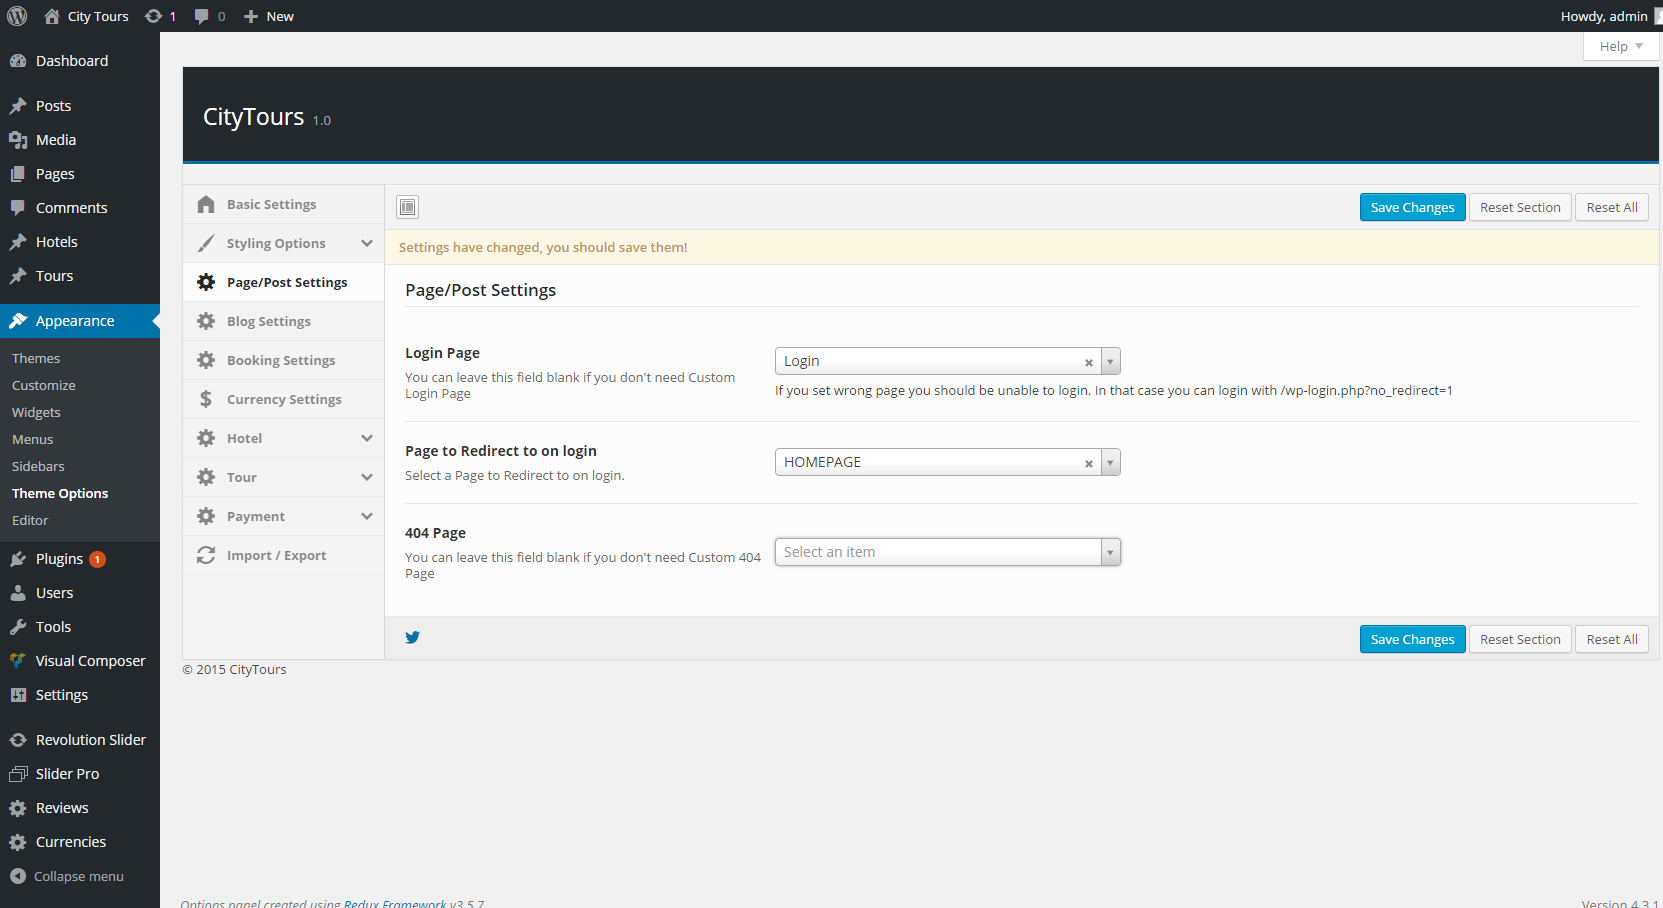 City Tours
1
0
New
Howdy, admin
Help
Dashboard
Posts
Media
Pages
Comments
Hotels
Tours
Appearance
Themes
Customize
Widgets
Menus
Sidebars
Theme Options
Editor
Plugins 1
Users
Tools
Visual Composer
Settings
Revolution Slider
Slider Pro
Reviews
Currencies
Collapse menu
CityTours 1.0
Basic Settings
Styling Options
Page/Post Settings
Blog Settings
Booking Settings
Currency Settings
Hotel
Tour
Payment
Import / Export
Save Changes
Reset Section
Reset All
Settings have changed, you should save them!
Page/Post Settings
Login Page
You can leave this field blank if you don't need Custom
Login Page
Login
If you set wrong page you should be unable to login. In that case you can login with /wp-login.php?no_redirect=1
Page to Redirect to on login
Select a Page to Redirect to on login.
HOMEPAGE
404 Page
You can leave this field blank if you don't need Custom 404
Page
Select an item
Save Changes
Reset Section
Reset All
© 2015 CityTours
Options panel created using Redux Framework v3.5.7
Version 4.3.1